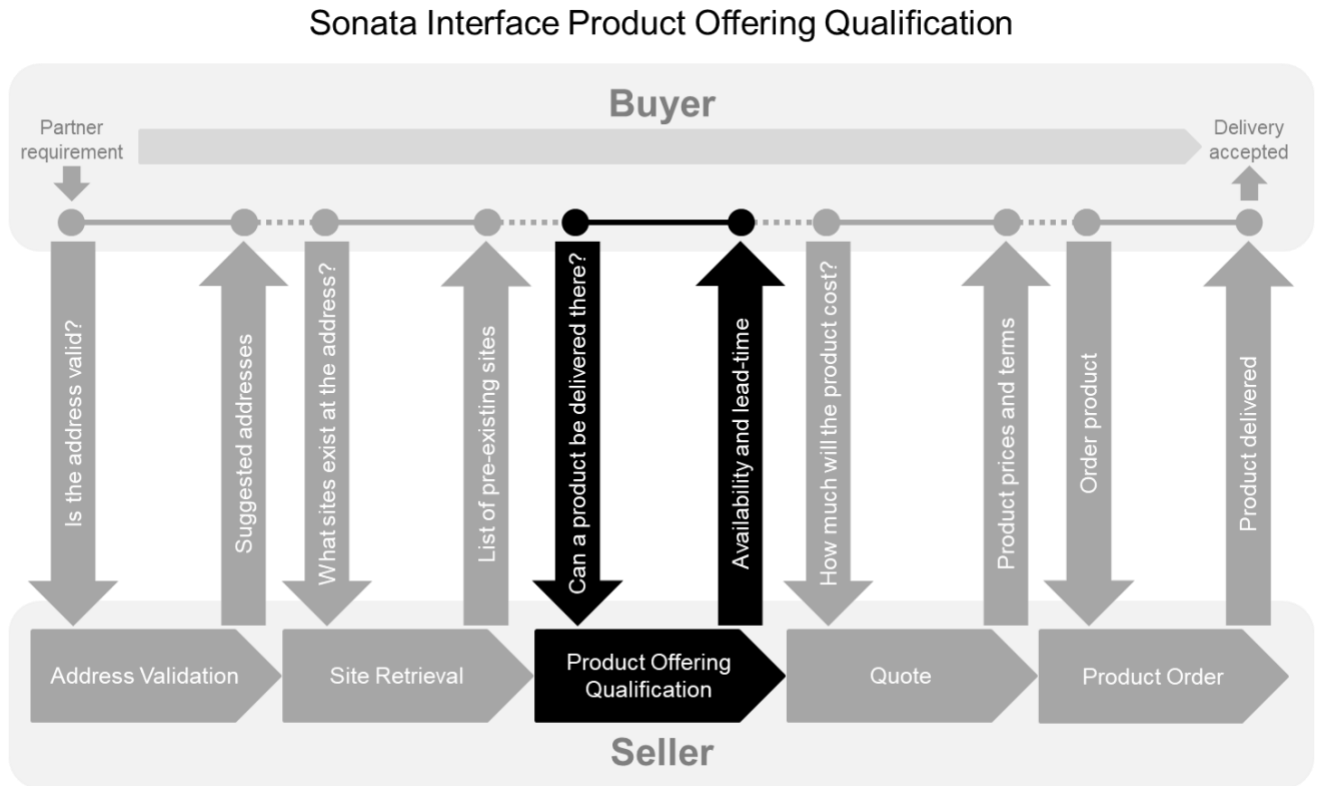 Sonata Interface Product Offering Qualification
Buyer
Partner
requirement
Delivery
accepted
Is the address valid?
Suggested addresses
What sites exist at the address?
List of pre-existing sites
Can a product be delivered there?
Availability and lead-time
How much will the product cost?
Product prices and terms
Order product
Product delivered
Address Validation
Site Retrieval
Product Offering
Qualification
Quote
Product Order
Seller